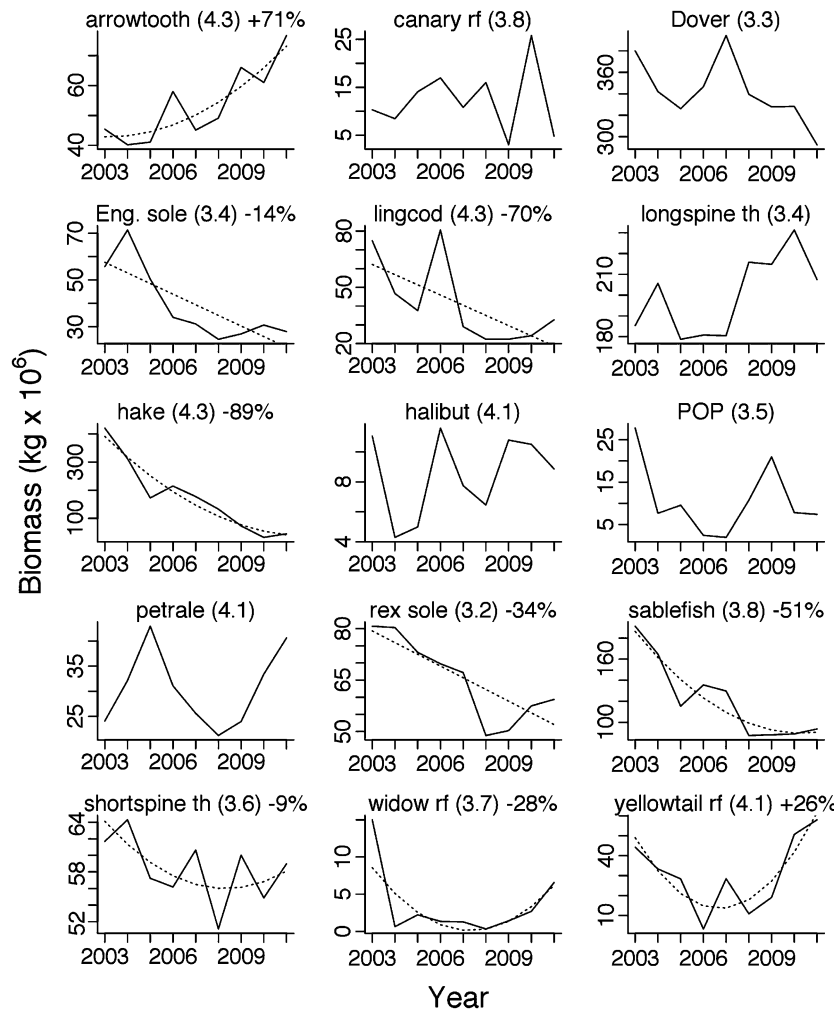 arrowtooth (4.3) +71%
canary rf (3.8)
Dover (3.3)
60
40
2003 2006 2009
25
15
5
2003 2006 2009
360
300
2003 2006 2009
Eng. sole (3.4) -14%
lingcod (4.3) -70%
longspine th (3.4)
70
50
30
2003 2006 2009
80
50
20
2003 2006 2009
210
180
2003 2006 2009
hake (4.3) -89%
halibut (4.1)
POP (3.5)
300
100
2003 2006 2009
8
4
2003 2006 2009
25
15
5
2003 2006 2009
petrale (4.1)
rex sole (3.2) -34%
sablefish (3.8) -51%
35
25
2003 2006 2009
80
65
50
2003 2006 2009
160
100
2003 2006 2009
shortspine th (3.6) -9%
widow rf (3.7) -28%
yellowtail rf (4.1) +26%
64
58
52
2003 2006 2009
10
5
0
2003 2006 2009
40
10
2003 2006 2009
Biomass (kg x 10⁶)
Year